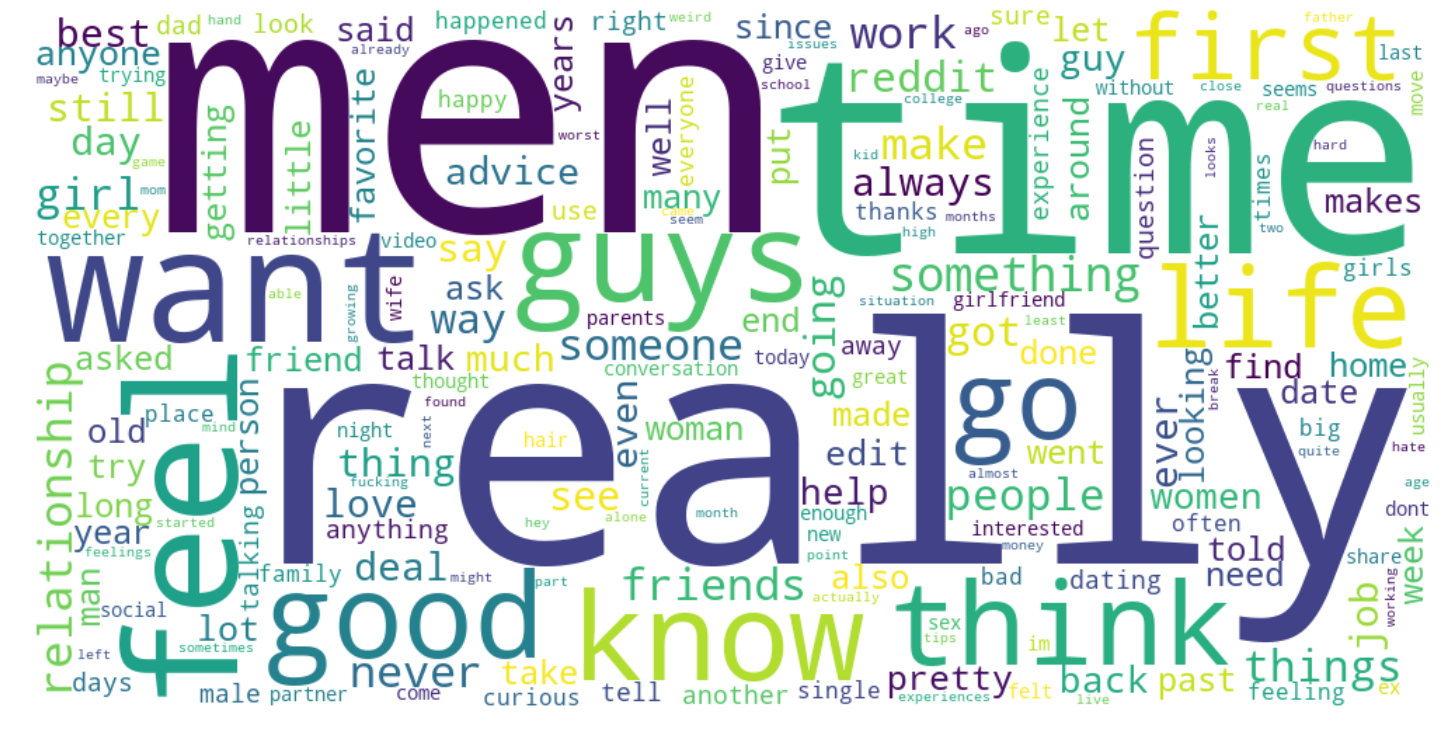 men
time
really
want
guys
feel
good
know
think
go
life
first
best
dad
hand
look
said
happened
already
years
right
weird
issues
since
give
school
work
ago
reddit
college
sure
let
guy
father
last
without
close
seems
real
questions
move
anyone
maybe
trying
still
day
game
girl
mom
every
together
getting
little
favorite
happy
worst
well
everyone
advice
use
many
came
seem
put
kid
make
always
thanks
months
high
experience
around
question
looks
times
two
hard
makes
relationships
video
say
able
growing
wife
ask
way
parents
something
situation
girlfriend
better
girls
end
going
someone
today
away
got
least
done
asked
friend
talk
much
thought
conversation
great
find
home
date
usually
relationship
place
mind
old
person
night
found
next
hair
even
woman
made
edit
went
almost
ever
looking
break
big
quite
hate
try
long
year
started
feelings
talking
thing
fucking
love
anything
see
hey
alone
current
month
help
enough
new
point
people
interested
money
women
often
told
need
age
dont
share
week
working
man
social
family
deal
might
part
friends
also
actually
bad
dating
sex
tips
im
job
left
days
lot
sometimes
male
partner
never
come
take
curious
tell
another
single
pretty
experiences
felt
back
live
past
things
feeling
ex